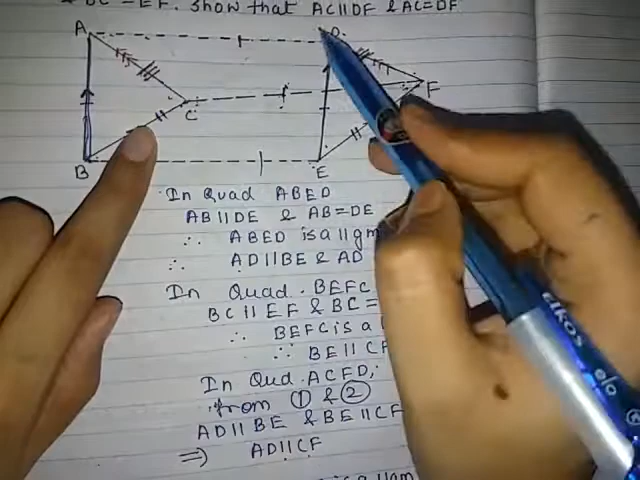 & BC = EF. Show that AC||DF & AC=DF
A
D
C
F
B
E
In Quad ABED
AB||DE & AB=DE
∴ ABED is a ||gm
∴ AD||BE & AD
In Quad. BEFC
BC||EF & BC=
∴ BEFC is a
∴ BE||CF
In Qud. ACFD,
from ① & ②
AD||BE & BE||CF
⇒ AD||CF
elkos